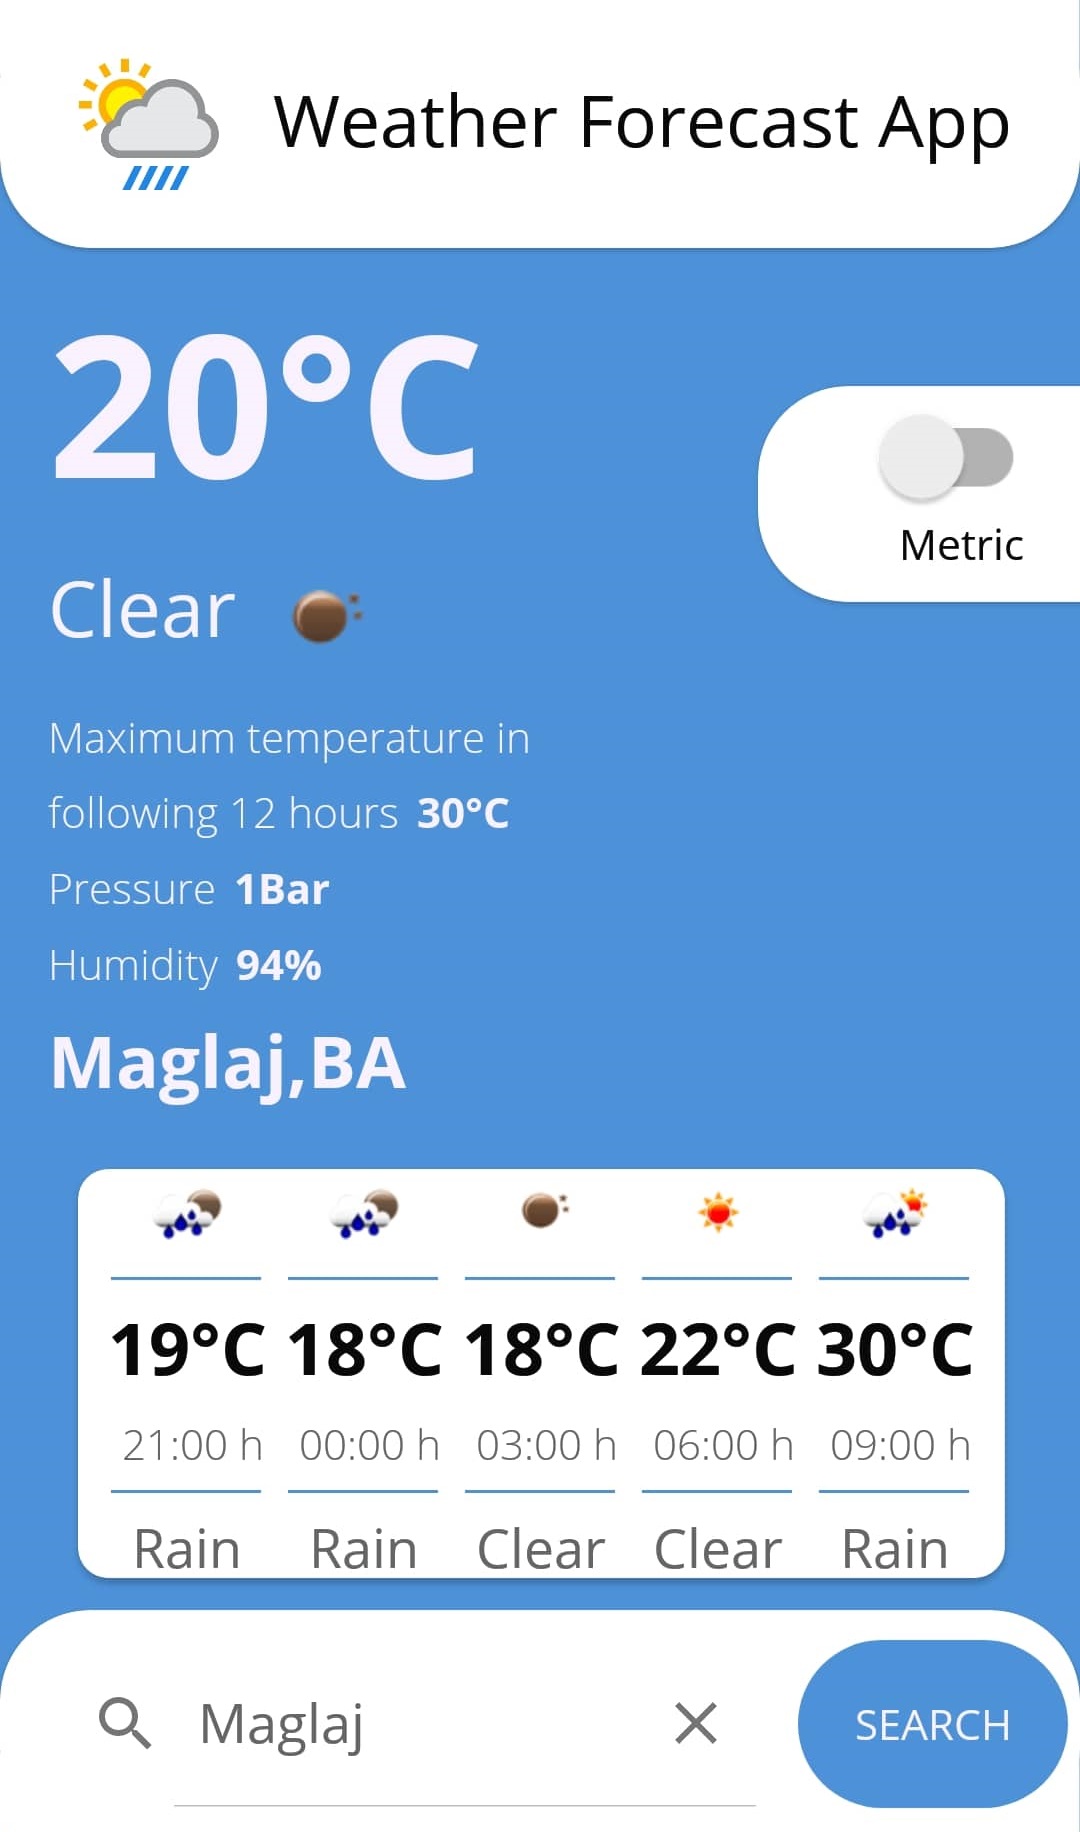 Weather Forecast App
20°C
Metric
Clear
Maximum temperature in
following 12 hours 30°C
Pressure 1Bar
Humidity 94%
Maglaj,BA
19°C 18°C 18°C 22°C 30°C
21:00 h 00:00 h 03:00 h 06:00 h 09:00 h
Rain Rain Clear Clear Rain
Maglaj
SEARCH